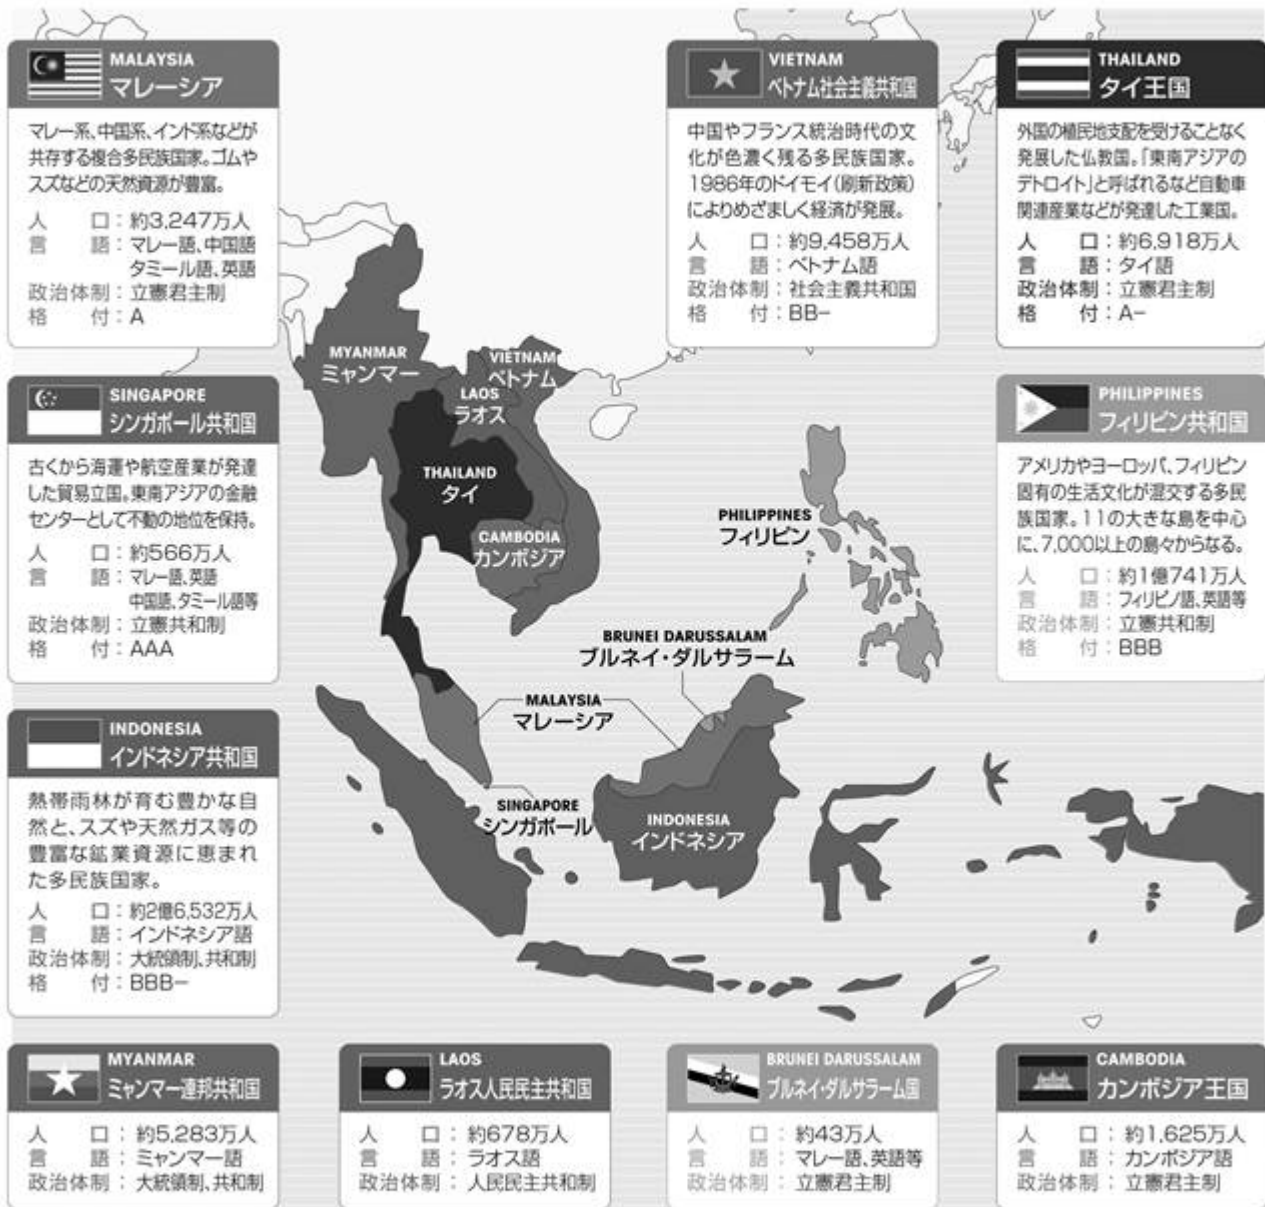 MALAYSIA
マレーシア
マレー系、中国系、インド系などが
共存する複合多民族国家。ゴムや
スズなどの天然資源が豊富。
人口：約3,247万人
言語：マレー語、中国語
タミール語、英語
政治体制：立憲君主制
格付：A
VIETNAM
ベトナム社会主義共和国
中国やフランス統治時代の文
化が色濃く残る多民族国家。
1986年のドイモイ(刷新政策)
によりめざましく経済が発展。
人口：約9,458万人
言語：ベトナム語
政治体制：社会主義共和国
格付：BB−
THAILAND
タイ王国
外国の植民地支配を受けることなく
発展した仏教国。「東南アジアの
デトロイト」と呼ばれるなど自動車
関連産業などが発達した工業国。
人口：約6,918万人
言語：タイ語
政治体制：立憲君主制
格付：A−
SINGAPORE
シンガポール共和国
古くから海運や航空産業が発達
した貿易立国。東南アジアの金融
センターとして不動の地位を保持。
人口：約566万人
言語：マレー語、英語
中国語、タミール語等
政治体制：立憲共和制
格付：AAA
PHILIPPINES
フィリピン共和国
アメリカやヨーロッパ、フィリピン
固有の生活文化が混交する多民
族国家。11の大きな島を中心
に、7,000以上の島々からなる。
人口：約1億741万人
言語：フィリピノ語、英語等
政治体制：立憲共和制
格付：BBB
INDONESIA
インドネシア共和国
熱帯雨林が育む豊かな自
然と、スズや天然ガス等の
豊富な鉱業資源に恵まれ
た多民族国家。
人口：約2億6,532万人
言語：インドネシア語
政治体制：大統領制、共和制
格付：BBB−
MYANMAR
ミャンマー
VIETNAM
ベトナム
LAOS
ラオス
THAILAND
タイ
CAMBODIA
カンボジア
PHILIPPINES
フィリピン
BRUNEI DARUSSALAM
ブルネイ・ダルサラーム
MALAYSIA
マレーシア
SINGAPORE
シンガポール
INDONESIA
インドネシア
MYANMAR
ミャンマー連邦共和国
人口：約5,283万人
言語：ミャンマー語
政治体制：大統領制、共和制
LAOS
ラオス人民民主共和国
人口：約678万人
言語：ラオス語
政治体制：人民民主共和制
BRUNEI DARUSSALAM
ブルネイ・ダルサラーム国
人口：約43万人
言語：マレー語、英語等
政治体制：立憲君主制
CAMBODIA
カンボジア王国
人口：約1,625万人
言語：カンボジア語
政治体制：立憲君主制